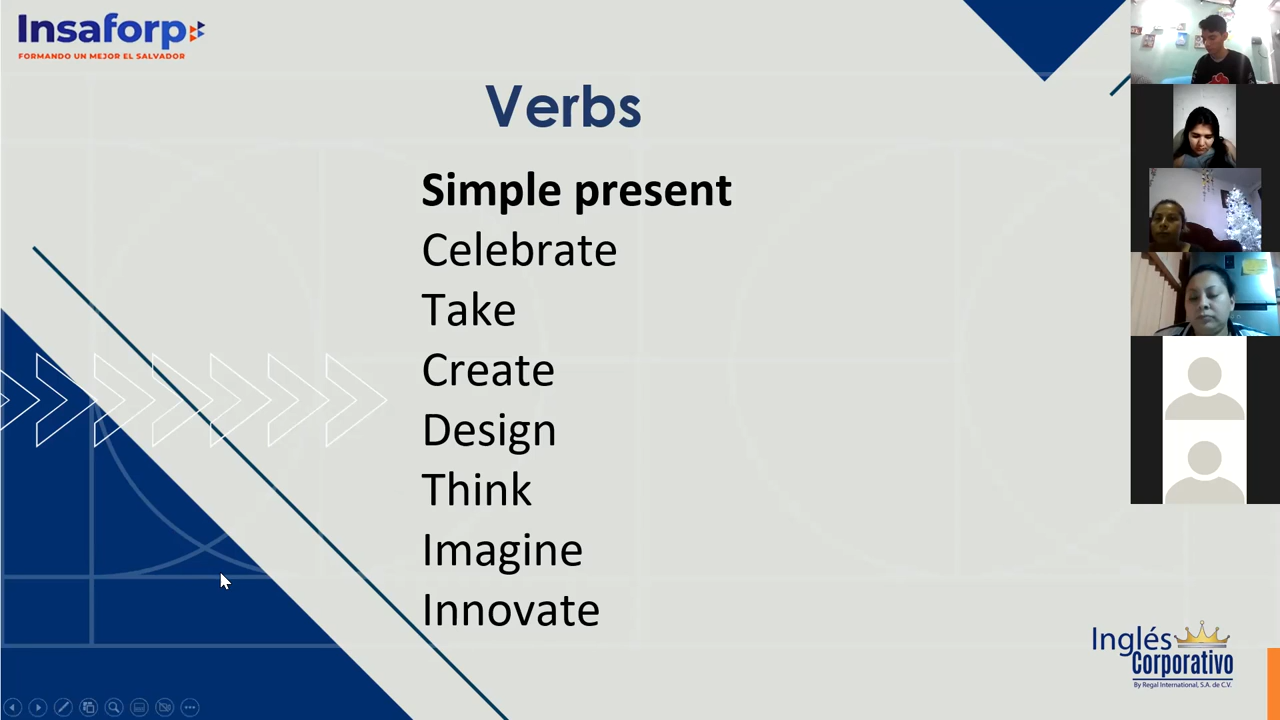 Insaforp
FORMANDO UN MEJOR EL SALVADOR
Verbs
Simple present
Celebrate
Take
Create
Design
Think
Imagine
Innovate
Inglés
Corporativo
By Regal International, S.A. de C.V.